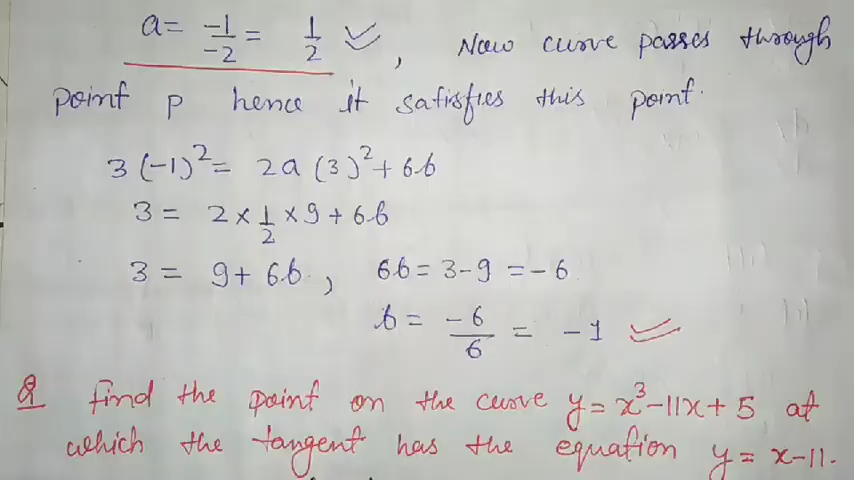 a = -1/-2 = 1/2 , Now curve passes through
point p hence it satisfies this point.
3(-1)² = 2a(3)² + 6b
3 = 2 × 1/2 × 9 + 6b
3 = 9 + 6b , 6b = 3 - 9 = -6
b = -6/6 = -1
Q find the point on the curve y = x³ - 11x + 5 at
which the tangent has the equation y = x - 11.